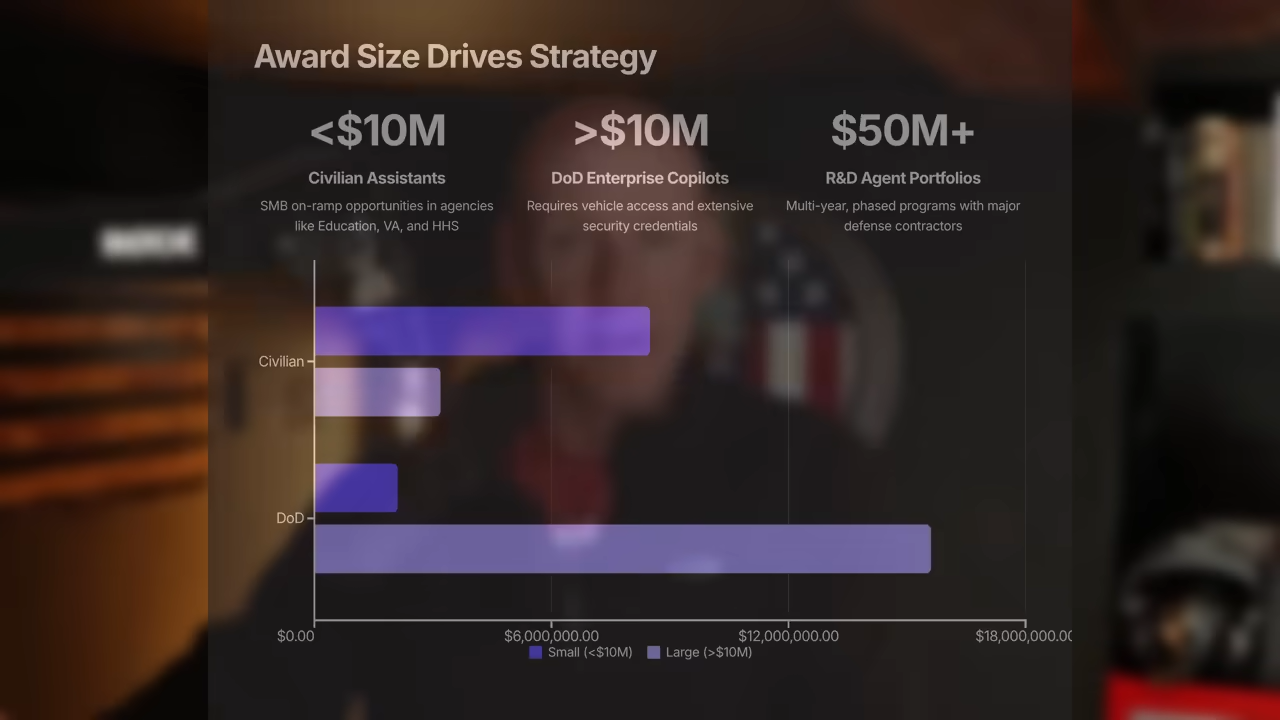 Award Size Drives Strategy
<$10M
>$10M
$50M+
Civilian Assistants
DoD Enterprise Copilots
R&D Agent Portfolios
SMB on-ramp opportunities in agencies
like Education, VA, and HHS
Requires vehicle access and extensive
security credentials
Multi-year, phased programs with major
defense contractors
Civilian
DoD
$0.00
$6,000,000.00
$12,000,000.00
$18,000,000.00
Small (<$10M)
Large (>$10M)